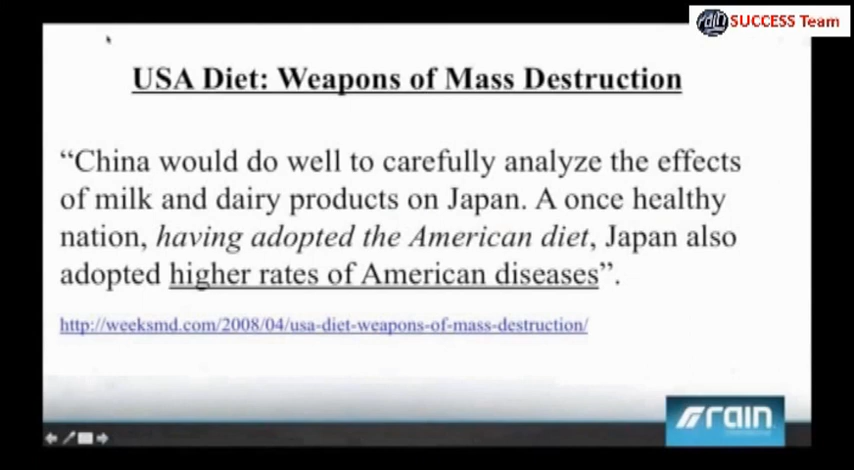 rain SUCCESS Team
USA Diet: Weapons of Mass Destruction
“China would do well to carefully analyze the effects
of milk and dairy products on Japan. A once healthy
nation, having adopted the American diet, Japan also
adopted higher rates of American diseases”.
http://weeksmd.com/2008/04/usa-diet-weapons-of-mass-destruction/
rain